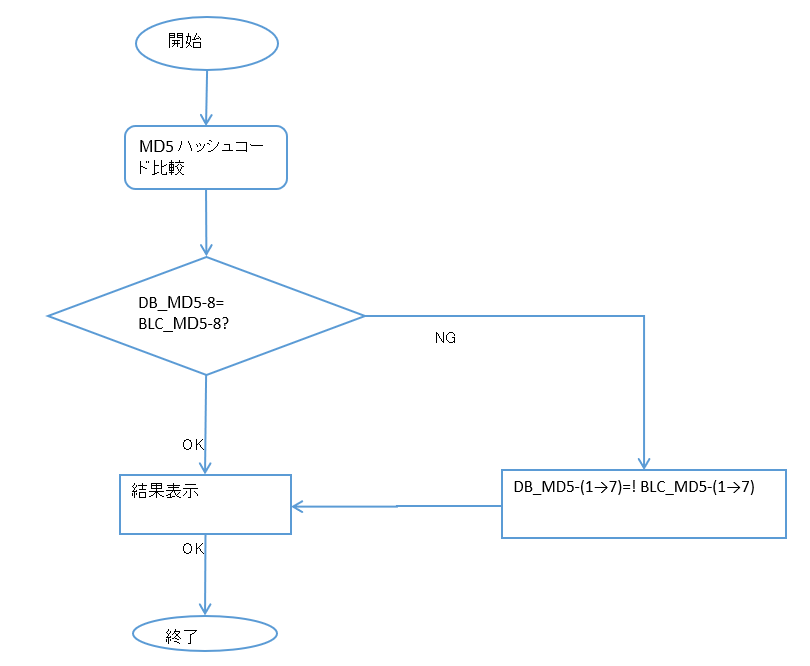 開始
MD5 ハッシュコー
ド比較
DB_MD5-8=
BLC_MD5-8?
NG
OK
DB_MD5-(1→7)=! BLC_MD5-(1→7)
結果表示
OK
終了